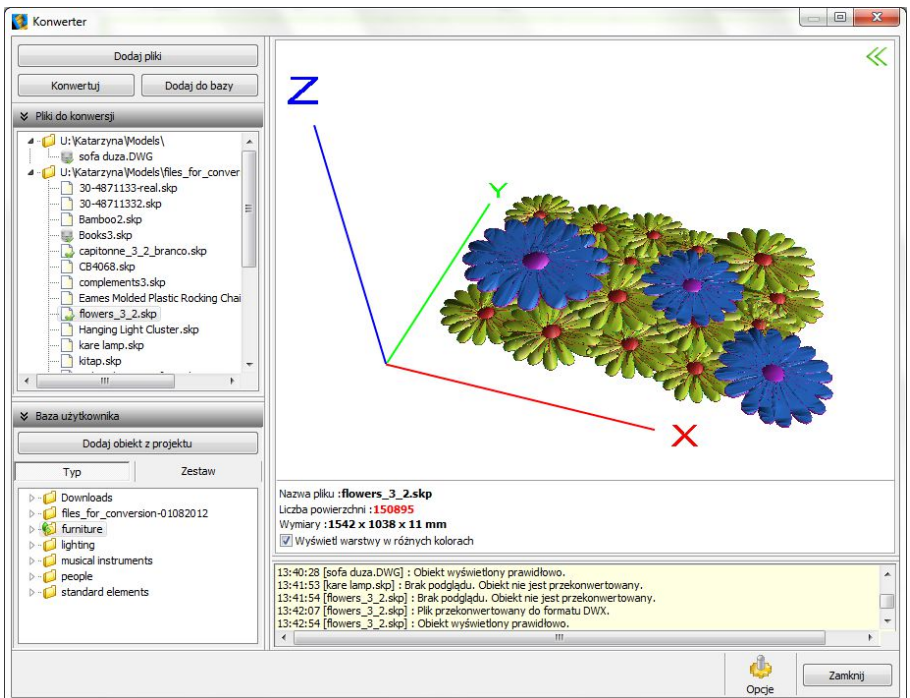 Konwerter
Dodaj pliki
Konwertuj
Dodaj do bazy
Pliki do konwersji
U:\Katarzyna\Models\
sofa duza.DWG
U:\Katarzyna\Models\files_for_conver
30-4871133-real.skp
30-48711332.skp
Bamboo2.skp
Books3.skp
capitonne_3_2_branco.skp
CB4068.skp
complements3.skp
Eames Molded Plastic Rocking Chai
flowers_3_2.skp
Hanging Light Cluster.skp
kare lamp.skp
kitap.skp
Baza użytkownika
Dodaj obiekt z projektu
Typ
Zestaw
Downloads
files_for_conversion-01082012
furniture
lighting
musical instruments
people
standard elements
Z
Y
X
Nazwa pliku :flowers_3_2.skp
Liczba powierzchni :150895
Wymiary :1542 x 1038 x 11 mm
Wyświetl warstwy w różnych kolorach
13:40:28 [sofa duza.DWG] : Obiekt wyświetlony prawidłowo.
13:41:53 [kare lamp.skp] : Brak podglądu. Obiekt nie jest przekonwertowany.
13:41:54 [flowers_3_2.skp] : Brak podglądu. Obiekt nie jest przekonwertowany.
13:42:07 [flowers_3_2.skp] : Plik przekonwertowany do formatu DWX.
13:42:54 [flowers_3_2.skp] : Obiekt wyświetlony prawidłowo.
Opcje
Zamknij